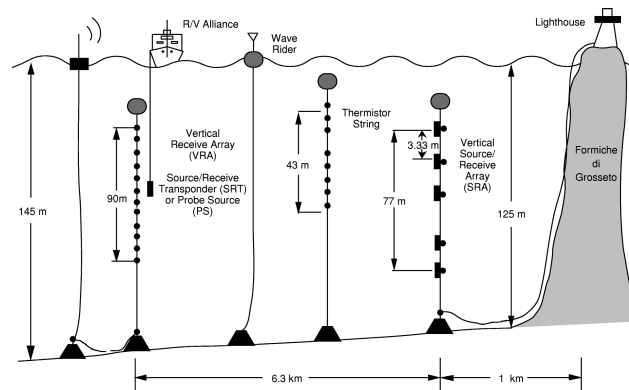 R/V Alliance
Wave
Rider
Lighthouse
Vertical
Receive Array
(VRA)
Source/Receive
Transponder (SRT)
or Probe Source
(PS)
Thermistor
String
Vertical
Source/
Receive
Array
(SRA)
Formiche
di
Grosseto
145 m
90m
43 m
3.33 m
77 m
125 m
6.3 km
1 km